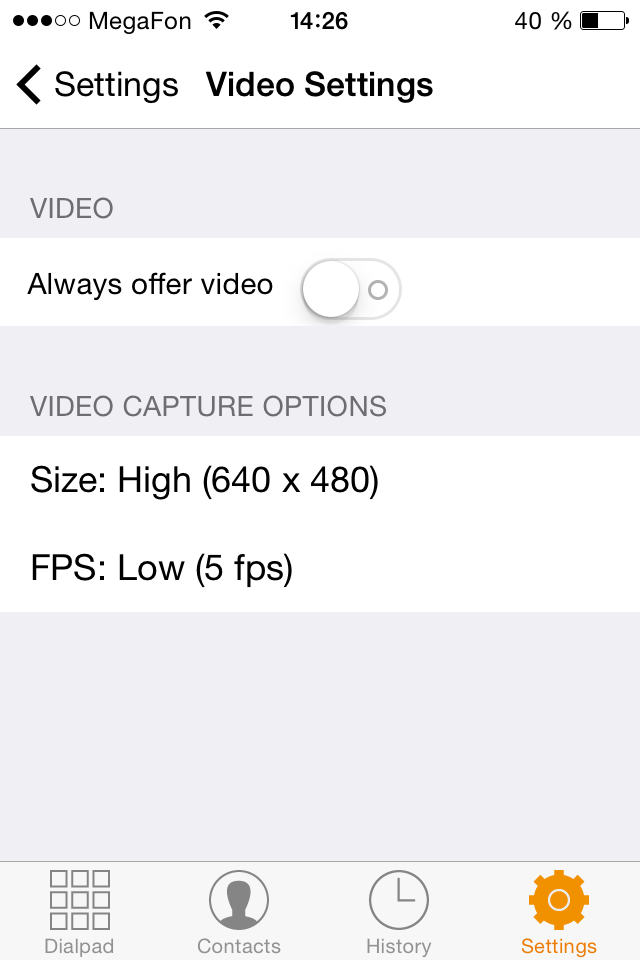 MegaFon 14:26 40 %
Settings Video Settings
VIDEO
Always offer video
VIDEO CAPTURE OPTIONS
Size: High (640 x 480)
FPS: Low (5 fps)
Dialpad Contacts History Settings